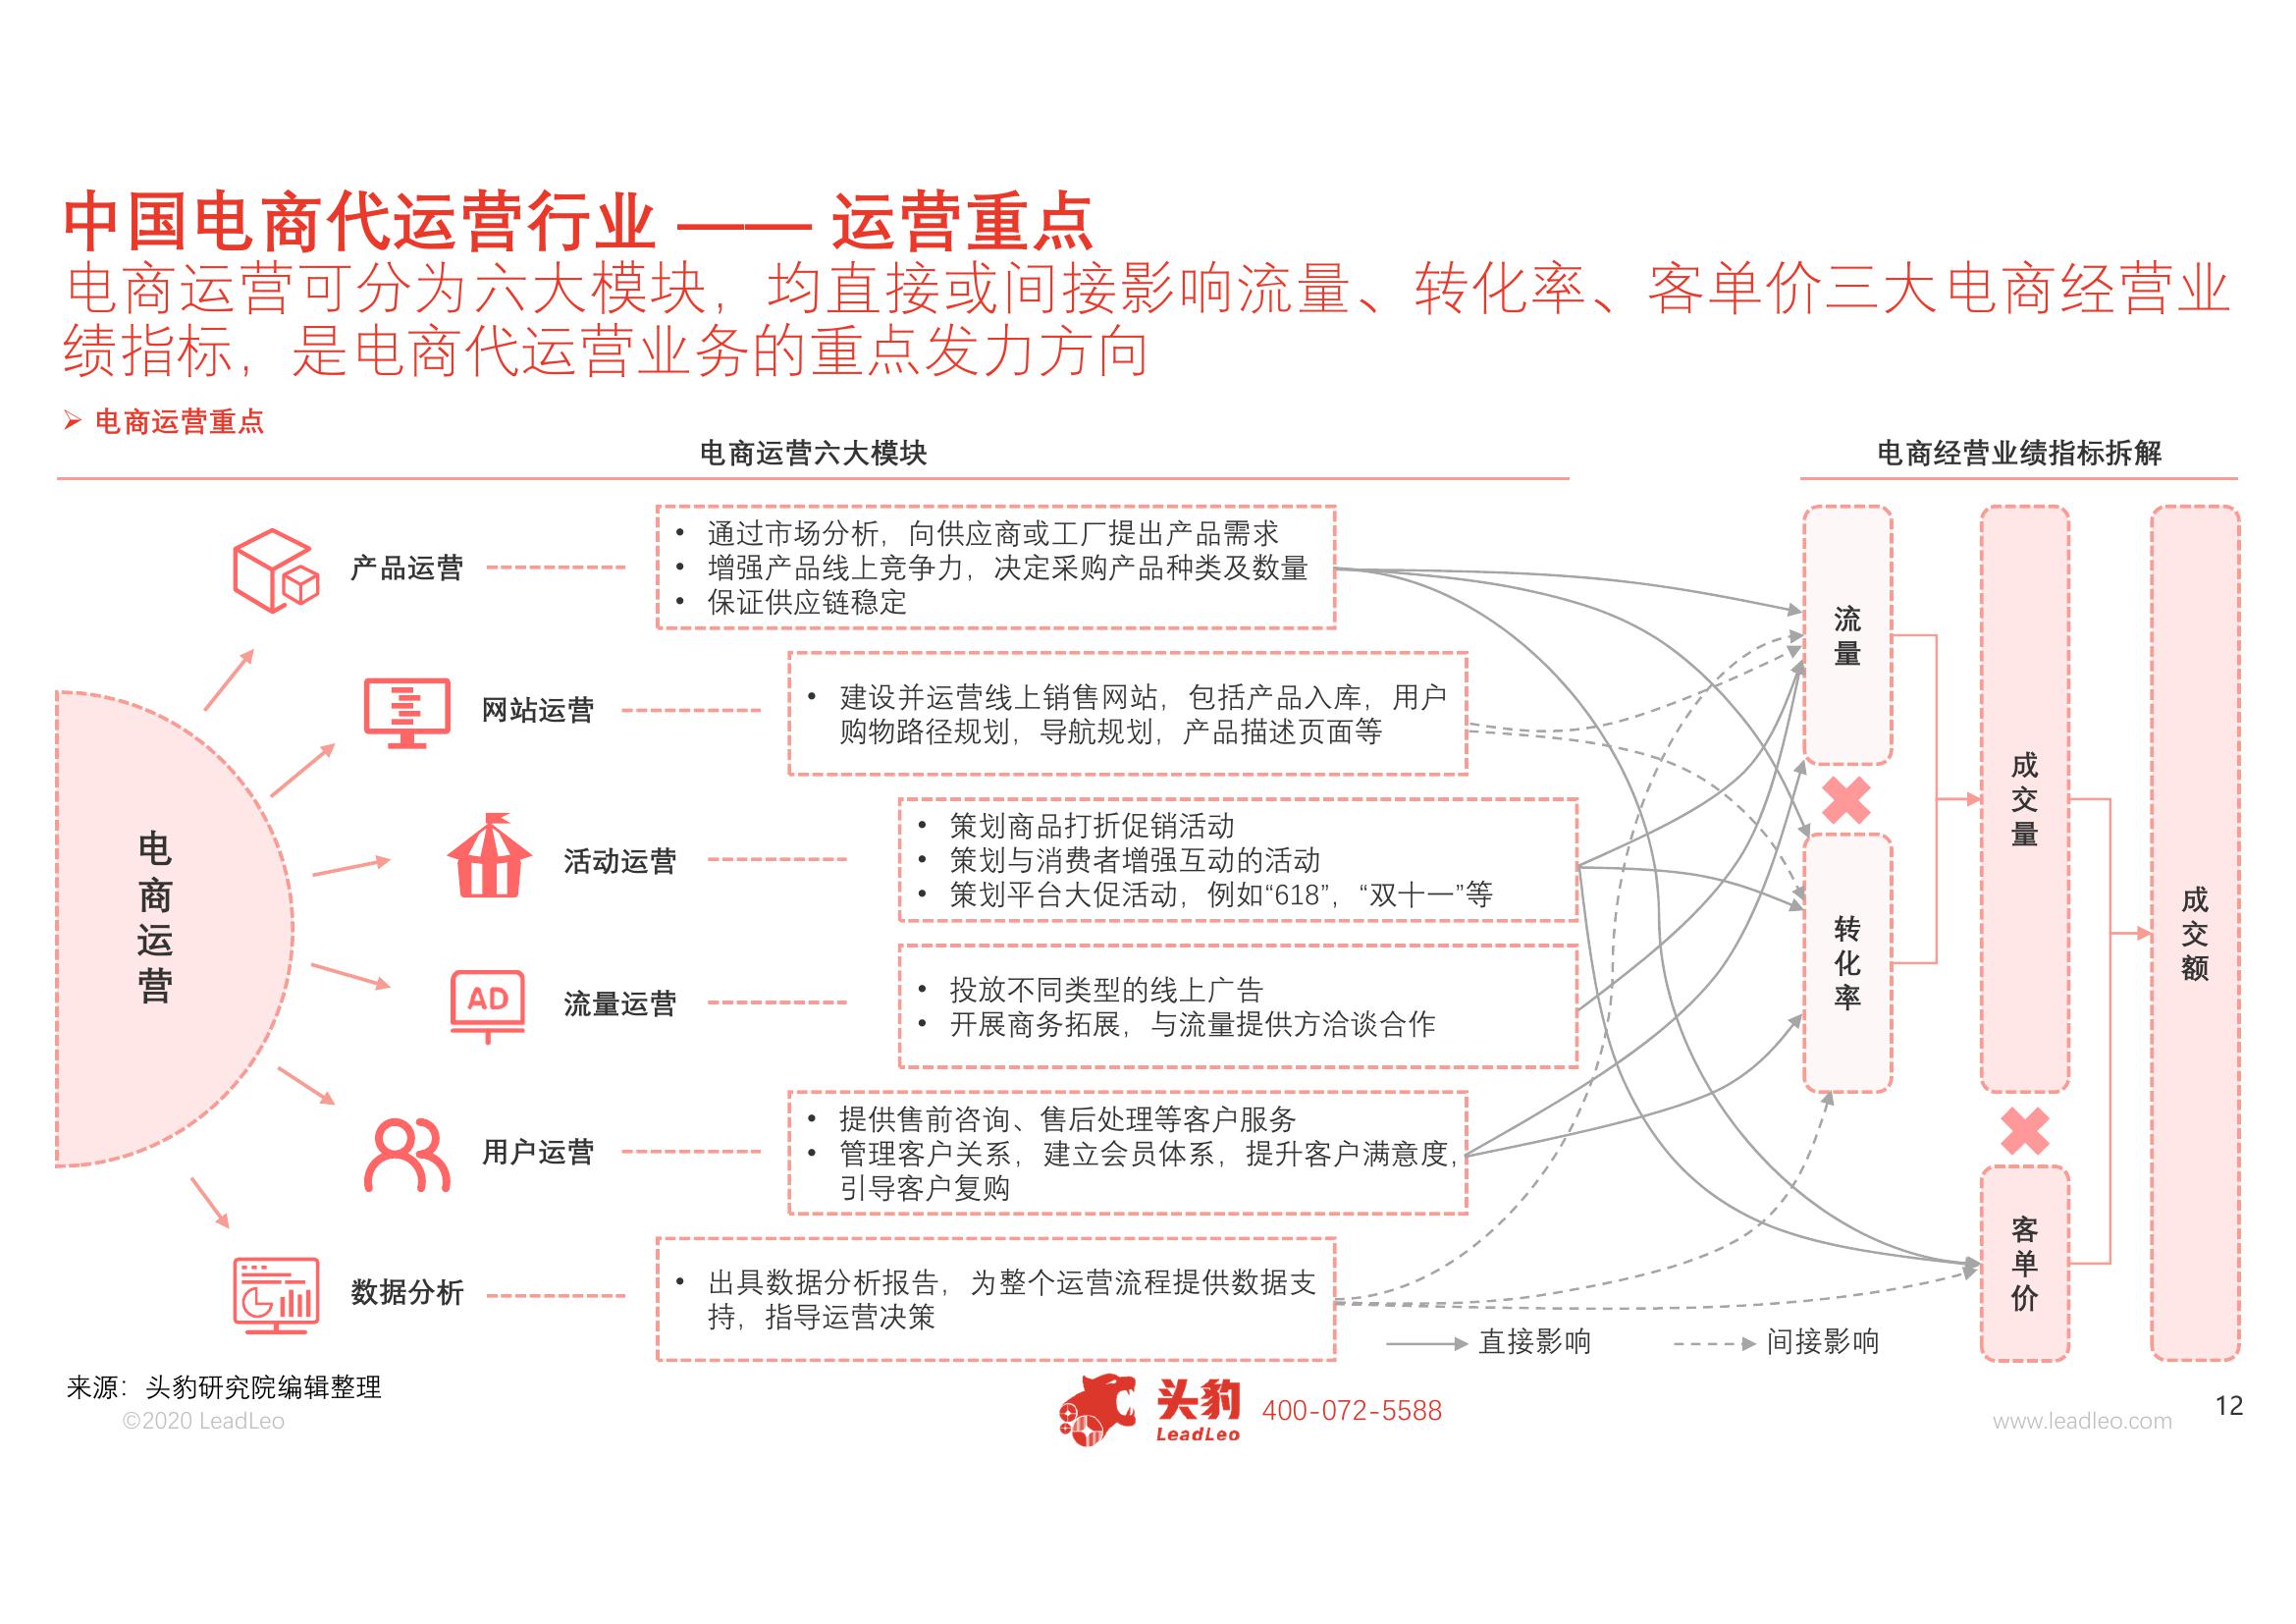 中国电商代运营行业 —— 运营重点
电商运营可分为六大模块，均直接或间接影响流量、转化率、客单价三大电商经营业
绩指标，是电商代运营业务的重点发力方向
➢ 电商运营重点
电商运营六大模块
电商经营业绩指标拆解
电商运营
产品运营
• 通过市场分析，向供应商或工厂提出产品需求
• 增强产品线上竞争力，决定采购产品种类及数量
• 保证供应链稳定
网站运营
• 建设并运营线上销售网站，包括产品入库，用户
购物路径规划，导航规划，产品描述页面等
活动运营
• 策划商品打折促销活动
• 策划与消费者增强互动的活动
• 策划平台大促活动，例如“618”，“双十一”等
AD
流量运营
• 投放不同类型的线上广告
• 开展商务拓展，与流量提供方洽谈合作
用户运营
• 提供售前咨询、售后处理等客户服务
• 管理客户关系，建立会员体系，提升客户满意度，
引导客户复购
数据分析
• 出具数据分析报告，为整个运营流程提供数据支
持，指导运营决策
流量
转化率
成交量
客单价
成交额
直接影响
间接影响
来源：头豹研究院编辑整理
©2020 LeadLeo
头豹
LeadLeo
400-072-5588
www.leadleo.com
12